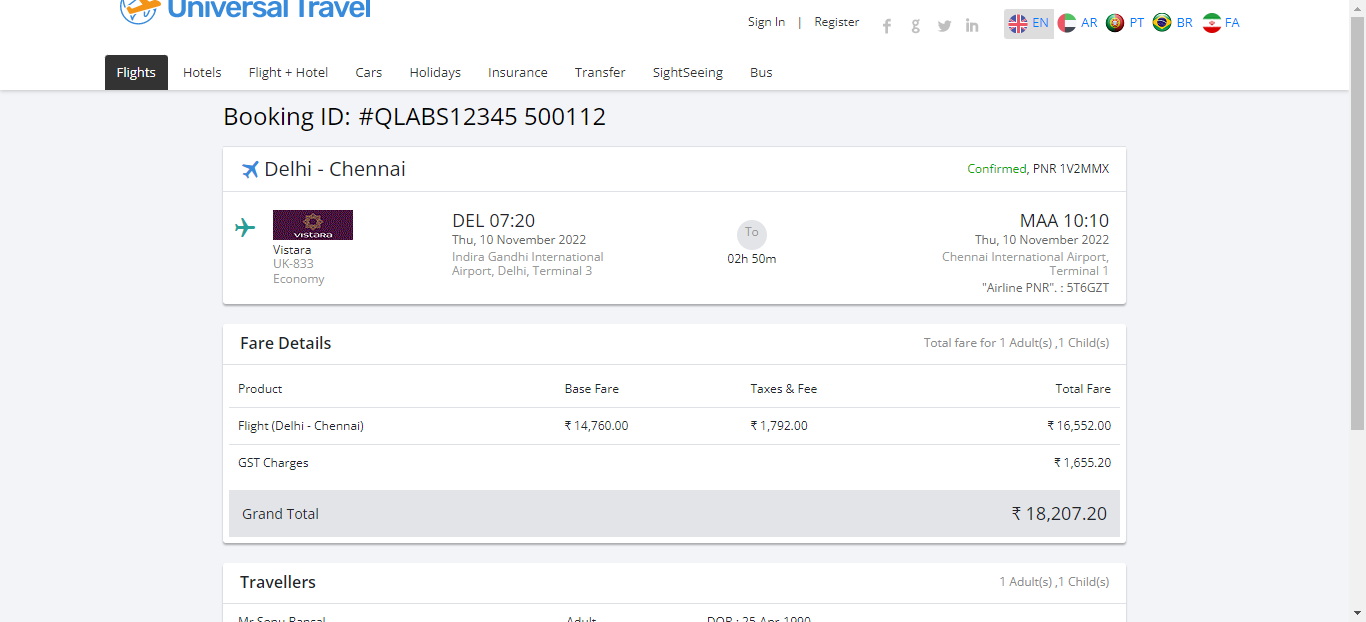 Universal Travel
Sign In | Register
EN AR PT BR FA
Flights Hotels Flight + Hotel Cars Holidays Insurance Transfer SightSeeing Bus
Booking ID: #QLABS12345 500112
Delhi - Chennai
Confirmed, PNR 1V2MMX
VISTARA
Vistara
UK-833
Economy
DEL 07:20
Thu, 10 November 2022
Indira Gandhi International
Airport, Delhi, Terminal 3
To
02h 50m
MAA 10:10
Thu, 10 November 2022
Chennai International Airport,
Terminal 1
"Airline PNR". : 5T6GZT
Fare Details
Total fare for 1 Adult(s) ,1 Child(s)
Product Base Fare Taxes & Fee Total Fare
Flight (Delhi - Chennai) ₹ 14,760.00 ₹ 1,792.00 ₹ 16,552.00
GST Charges ₹ 1,655.20
Grand Total ₹ 18,207.20
Travellers
1 Adult(s) ,1 Child(s)
Mr Sonu Bansal Adult DOB : 25 Apr 1990